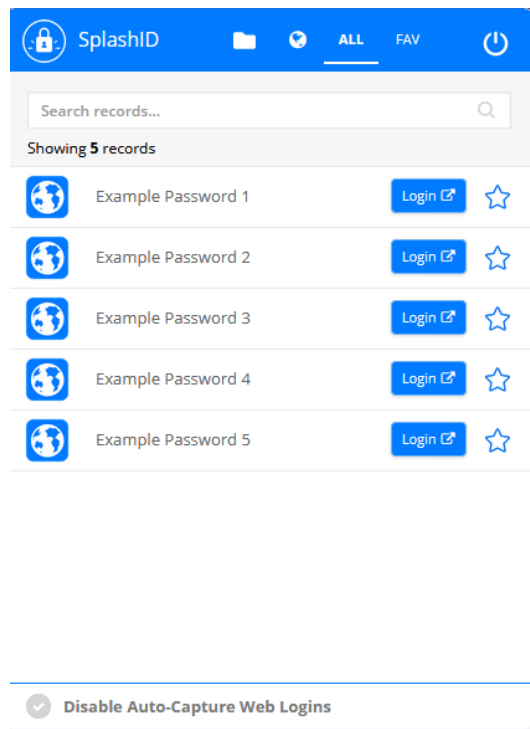 SplashID ALL FAV
Search records...
Showing 5 records
Example Password 1 Login
Example Password 2 Login
Example Password 3 Login
Example Password 4 Login
Example Password 5 Login
Disable Auto-Capture Web Logins